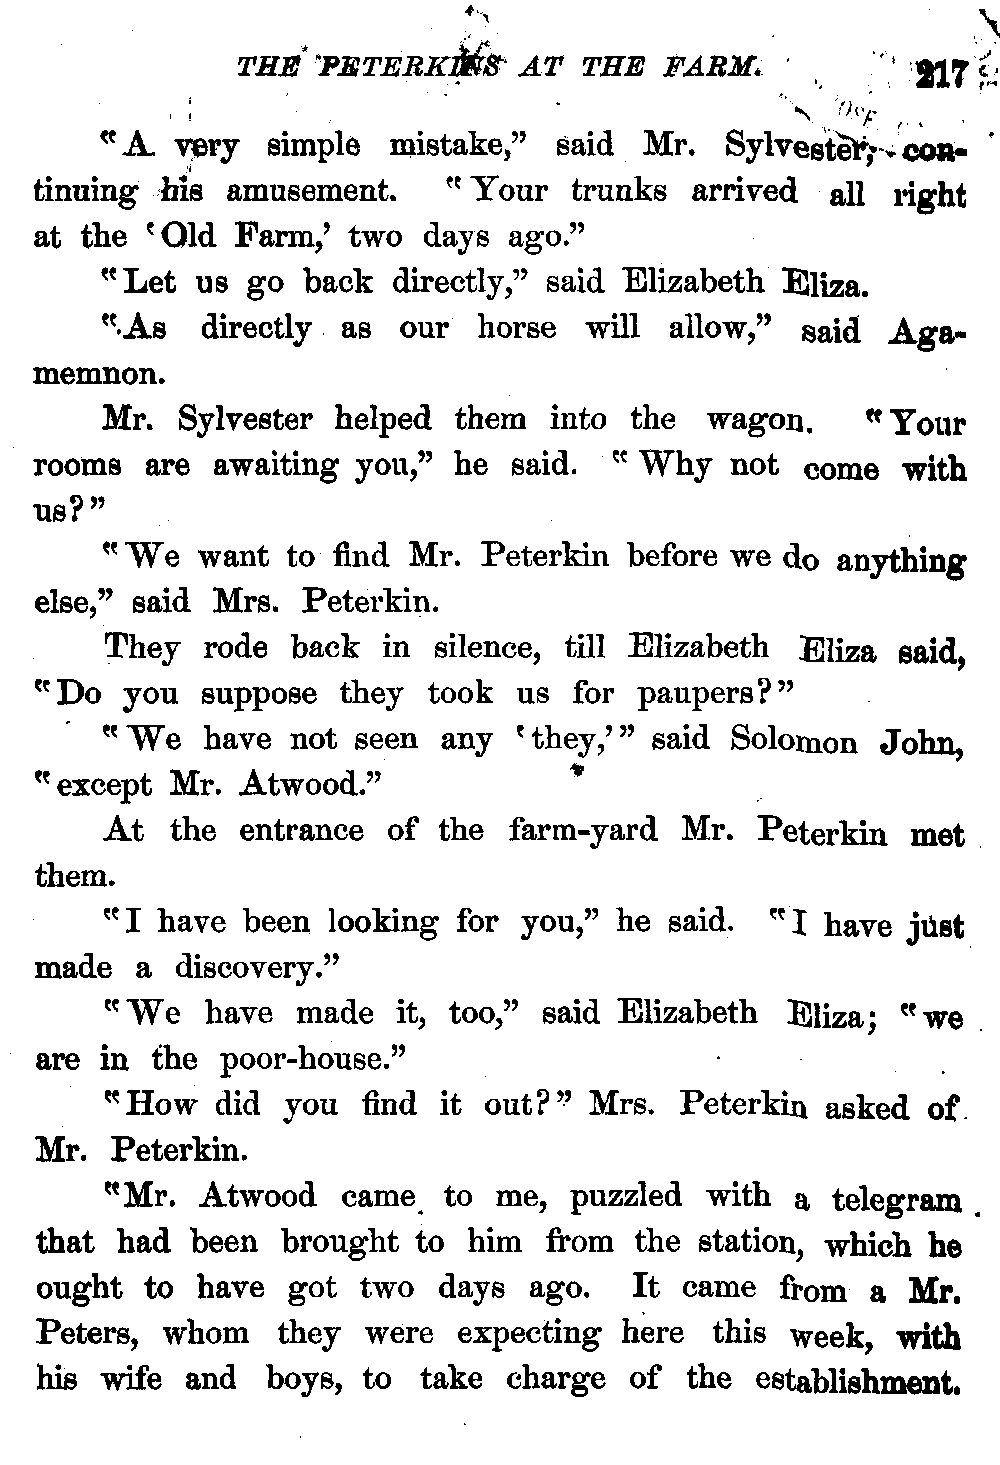 THE PETERKINS AT THE FARM. 217
“A very simple mistake,” said Mr. Sylvester, con-
tinuing his amusement. “Your trunks arrived all right
at the ‘Old Farm,’ two days ago.”
“Let us go back directly,” said Elizabeth Eliza.
“As directly as our horse will allow,” said Aga-
memnon.
Mr. Sylvester helped them into the wagon. “Your
rooms are awaiting you,” he said. “Why not come with
us?”
“We want to find Mr. Peterkin before we do anything
else,” said Mrs. Peterkin.
They rode back in silence, till Elizabeth Eliza said,
“Do you suppose they took us for paupers?”
“We have not seen any ‘they,’” said Solomon John,
“except Mr. Atwood.”
At the entrance of the farm-yard Mr. Peterkin met
them.
“I have been looking for you,” he said. “I have just
made a discovery.”
“We have made it, too,” said Elizabeth Eliza; “we
are in the poor-house.”
“How did you find it out?” Mrs. Peterkin asked of
Mr. Peterkin.
“Mr. Atwood came to me, puzzled with a telegram
that had been brought to him from the station, which he
ought to have got two days ago. It came from a Mr.
Peters, whom they were expecting here this week, with
his wife and boys, to take charge of the establishment.